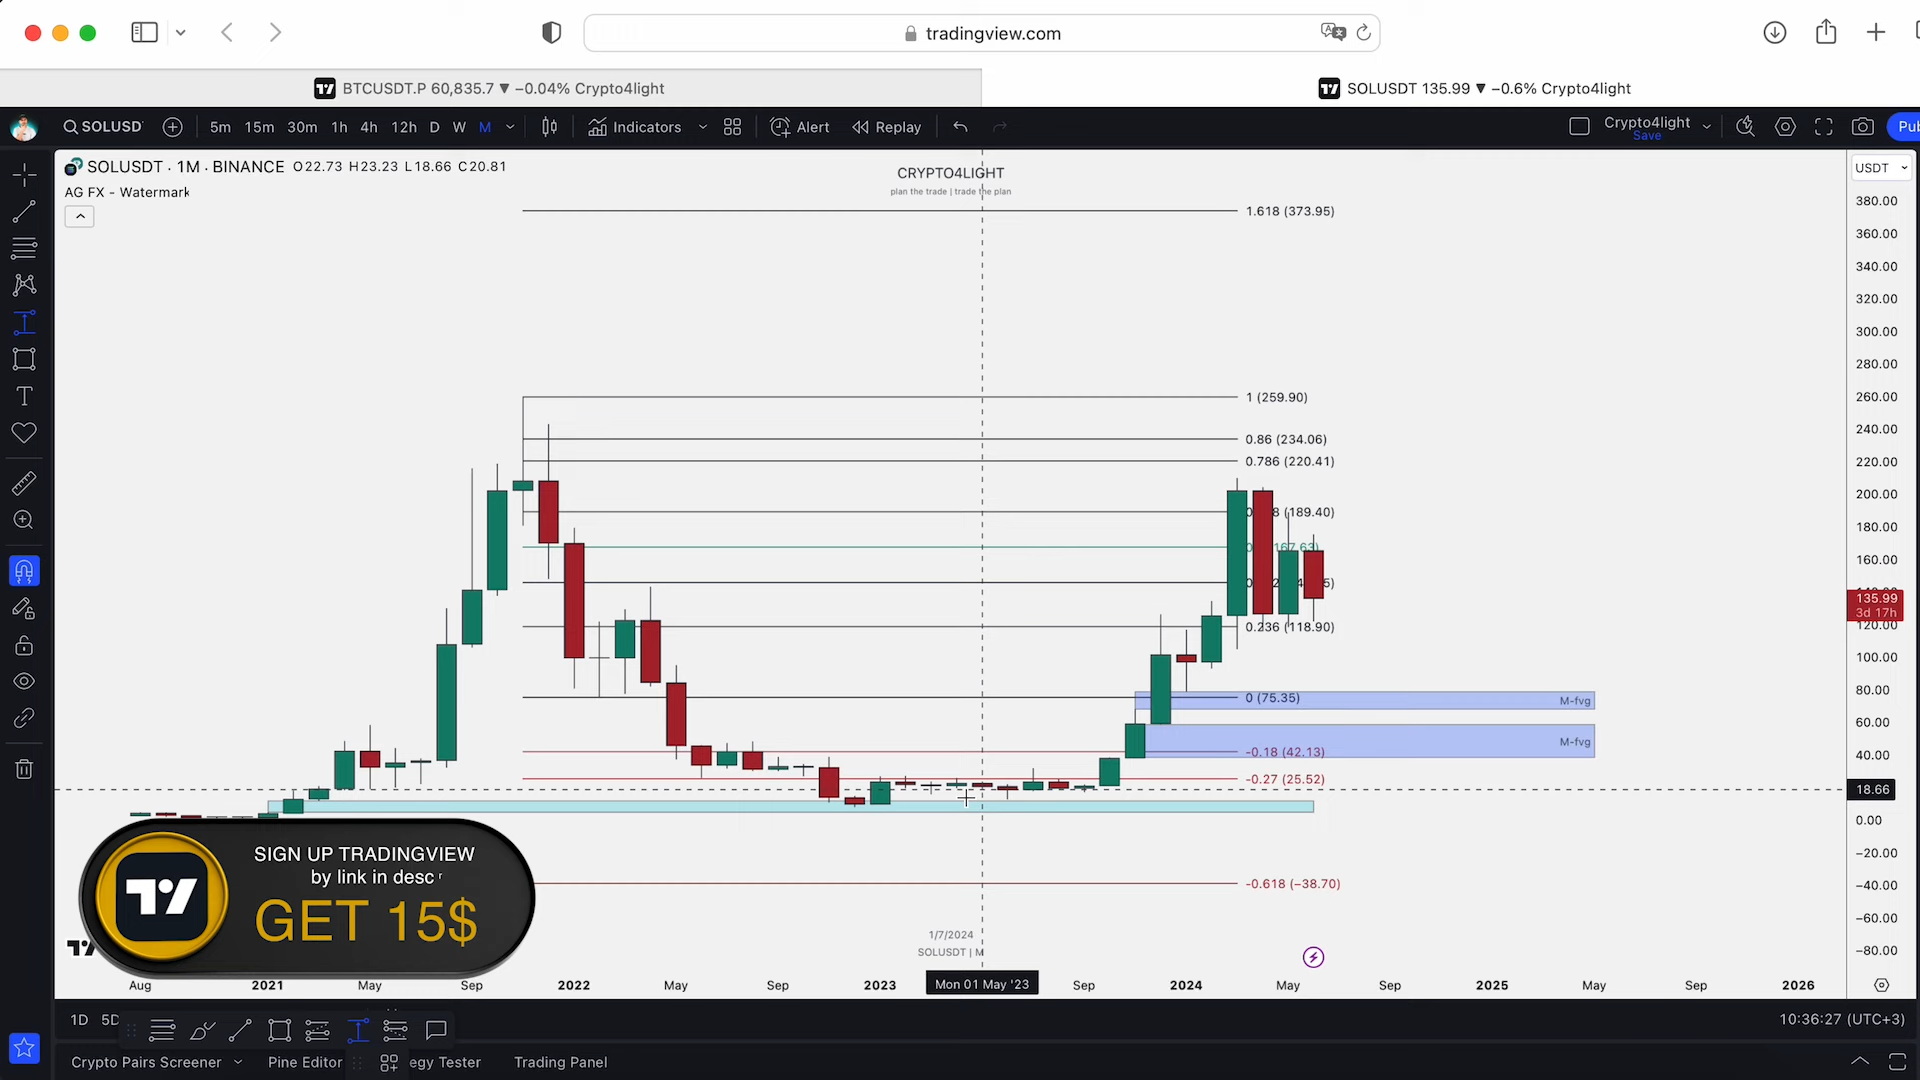 tradingview.com
BTCUSDT.P 60,835.7 ▼ −0.04% Crypto4light
SOLUSDT 135.99 ▼ −0.6% Crypto4light
SOLUSD
5m 15m 30m 1h 4h 12h D W M
Indicators
Alert
Replay
Crypto4light
Save
Pub
SOLUSDT · 1M · BINANCE O22.73 H23.23 L18.66 C20.81
AG FX - Watermark
CRYPTO4LIGHT
plan the trade | trade the plan
USDT
1.618 (373.95)
1 (259.90)
0.86 (234.06)
0.786 (220.41)
(189.40)
0.236 (118.90)
0 (75.35)
-0.18 (42.13)
-0.27 (25.52)
-0.618 (−38.70)
M-fvg
M-fvg
380.00
360.00
340.00
320.00
300.00
280.00
260.00
240.00
220.00
200.00
180.00
160.00
135.99
3d 17h
120.00
100.00
80.00
60.00
40.00
18.66
0.00
−20.00
−40.00
−60.00
−80.00
SIGN UP TRADINGVIEW
by link in desc
GET 15$
1/7/2024
SOLUSDT | M
Aug 2021 May Sep 2022 May Sep 2023 Mon 01 May '23 Sep 2024 May Sep 2025 May Sep 2026
1D 5D
10:36:27 (UTC+3)
Crypto Pairs Screener
Pine Editor
egy Tester
Trading Panel